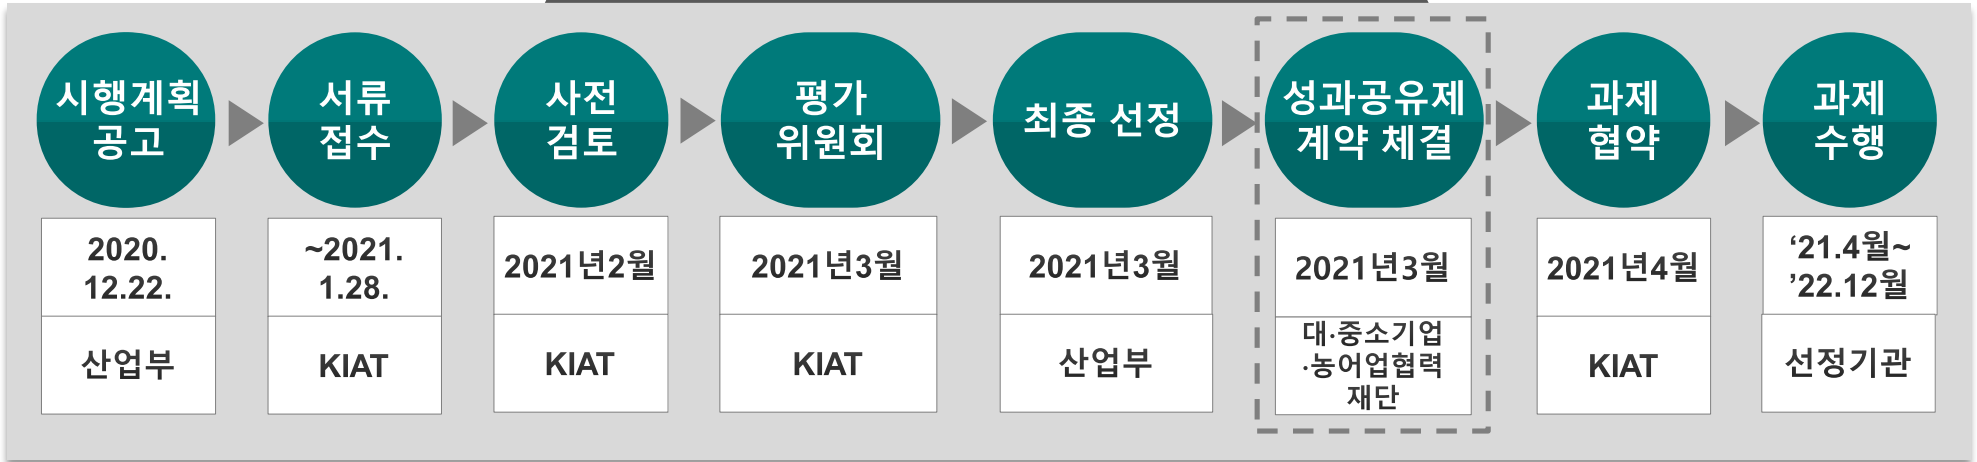 시행계획
공고
서류
접수
사전
검토
평가
위원회
최종 선정
성과공유제
계약 체결
과제
협약
과제
수행
2020.
12.22.
~2021.
1.28.
2021년2월
2021년3월
2021년3월
2021년3월
2021년4월
‘21.4월~
’22.12월
산업부
KIAT
KIAT
KIAT
산업부
대·중소기업
·농어업협력
재단
KIAT
선정기관